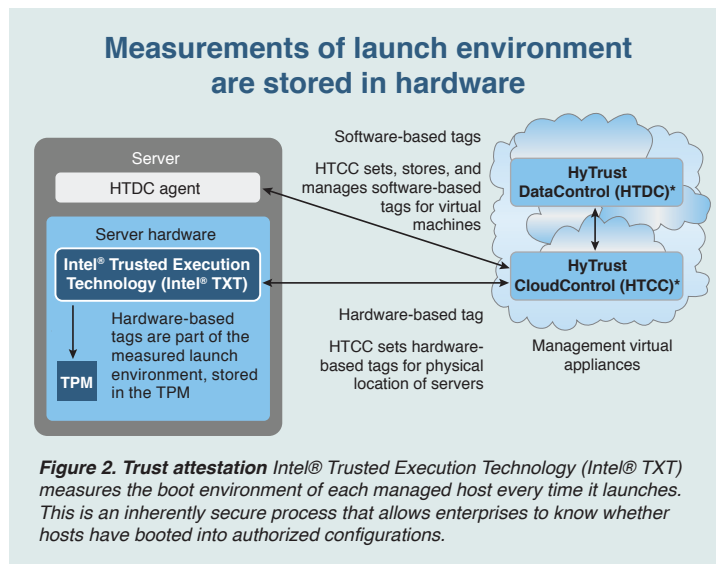 Measurements of launch environment
are stored in hardware
Server
HTDC agent
Server hardware
Intel® Trusted Execution
Technology (Intel® TXT)
Hardware-based
tags are part of the
measured launch
environment, stored
in the TPM
TPM
Software-based tags
HTCC sets, stores, and
manages software-based
tags for virtual
machines
Hardware-based tag
HTCC sets hardware-
based tags for physical
location of servers
HyTrust
DataControl (HTDC)*
HyTrust
CloudControl (HTCC)*
Management virtual
appliances
Figure 2. Trust attestation Intel® Trusted Execution Technology (Intel® TXT)
measures the boot environment of each managed host every time it launches.
This is an inherently secure process that allows enterprises to know whether
hosts have booted into authorized configurations.